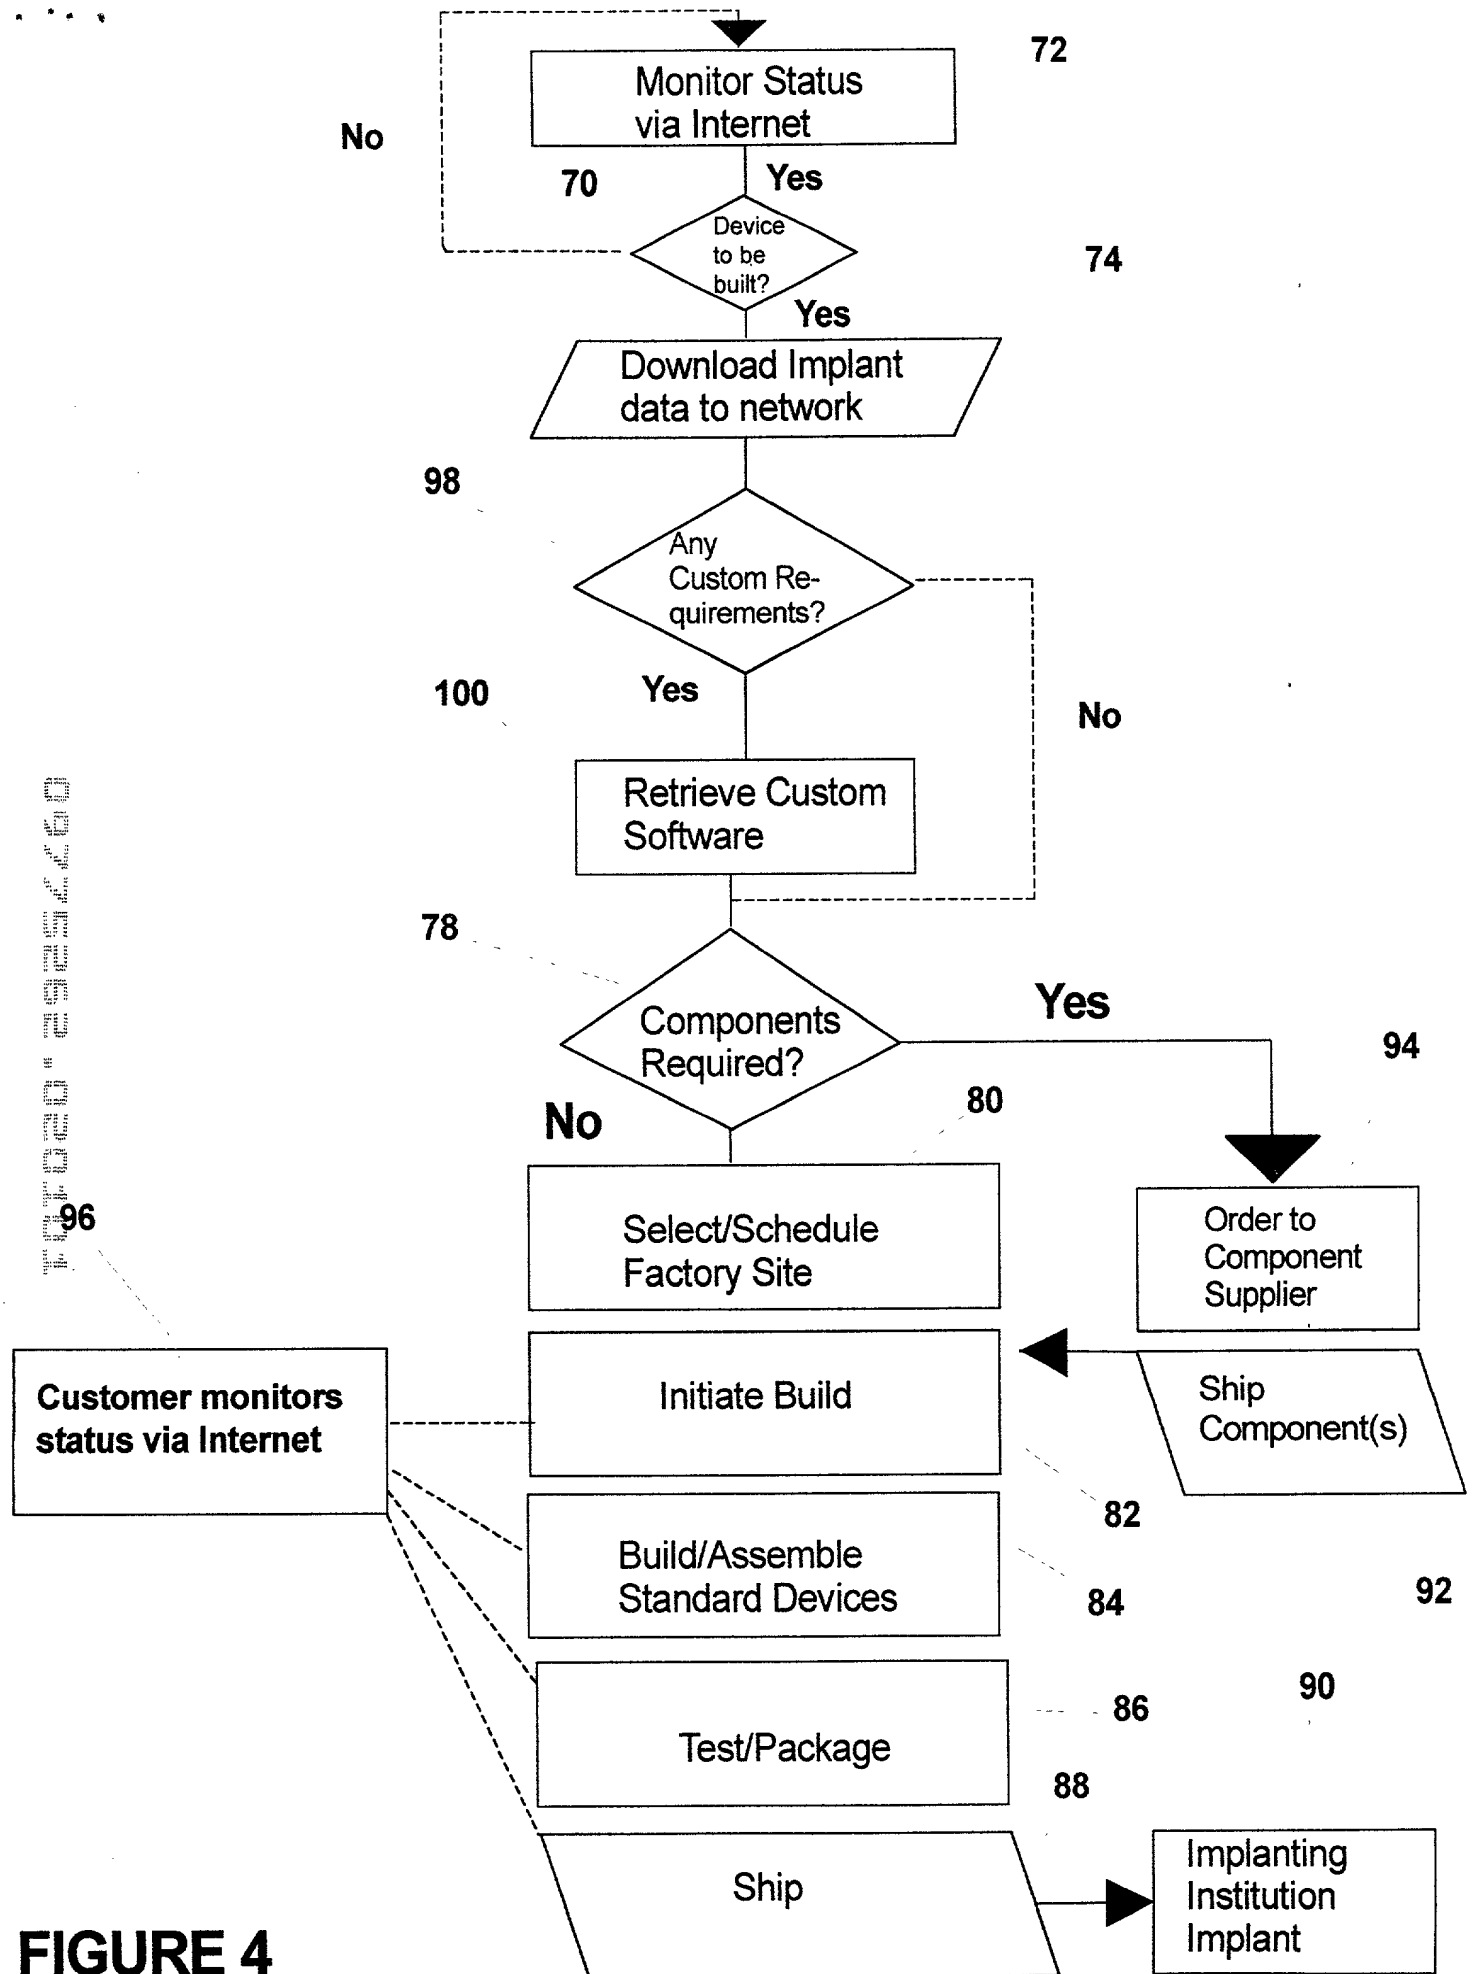 72
Monitor Status
via Internet
No
70
Yes
Device
to be
built?
74
Yes
Download Implant
data to network
98
Any
Custom Re-
quirements?
100
Yes
No
Retrieve Custom
Software
78
Yes
Components
Required?
94
80
No
96
Select/Schedule
Factory Site
Order to
Component
Supplier
Customer monitors
status via Internet
Initiate Build
Ship
Component(s)
82
Build/Assemble
Standard Devices
84
92
90
86
Test/Package
88
Ship
Implanting
Institution
Implant
FIGURE 4